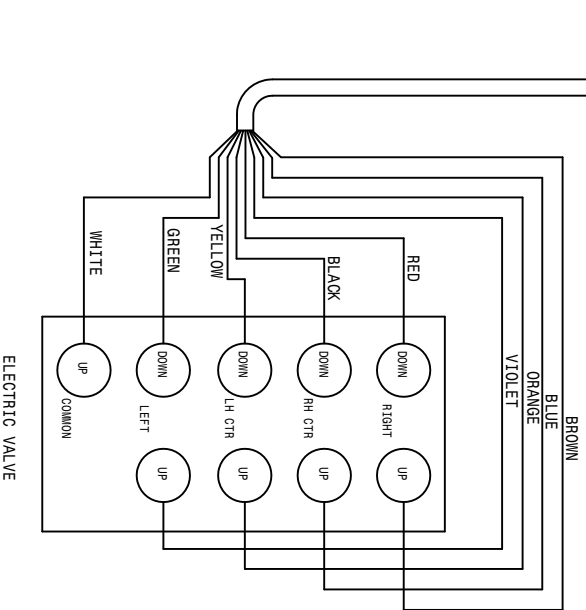 WHITE
GREEN
YELLOW
BLACK
RED
VIOLET
ORANGE
BLUE
BROWN
UP
DOWN
DOWN
DOWN
DOWN
COMMON
LEFT
LH CTR
RH CTR
RIGHT
UP
UP
UP
UP
ELECTRIC VALVE